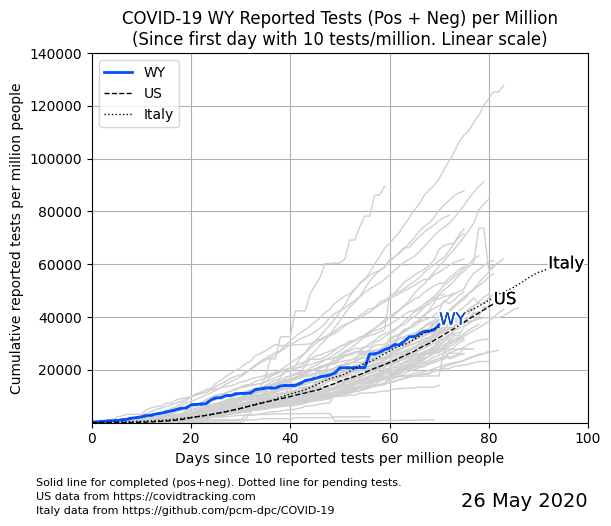 COVID-19 WY Reported Tests (Pos + Neg) per Million
(Since first day with 10 tests/million. Linear scale)
Cumulative reported tests per million people
140000
120000
100000
80000
60000
40000
20000
WY
US
Italy
Italy
US
WY
0
20
40
60
80
100
Days since 10 reported tests per million people
Solid line for completed (pos+neg). Dotted line for pending tests.
US data from https://covidtracking.com
Italy data from https://github.com/pcm-dpc/COVID-19
26 May 2020